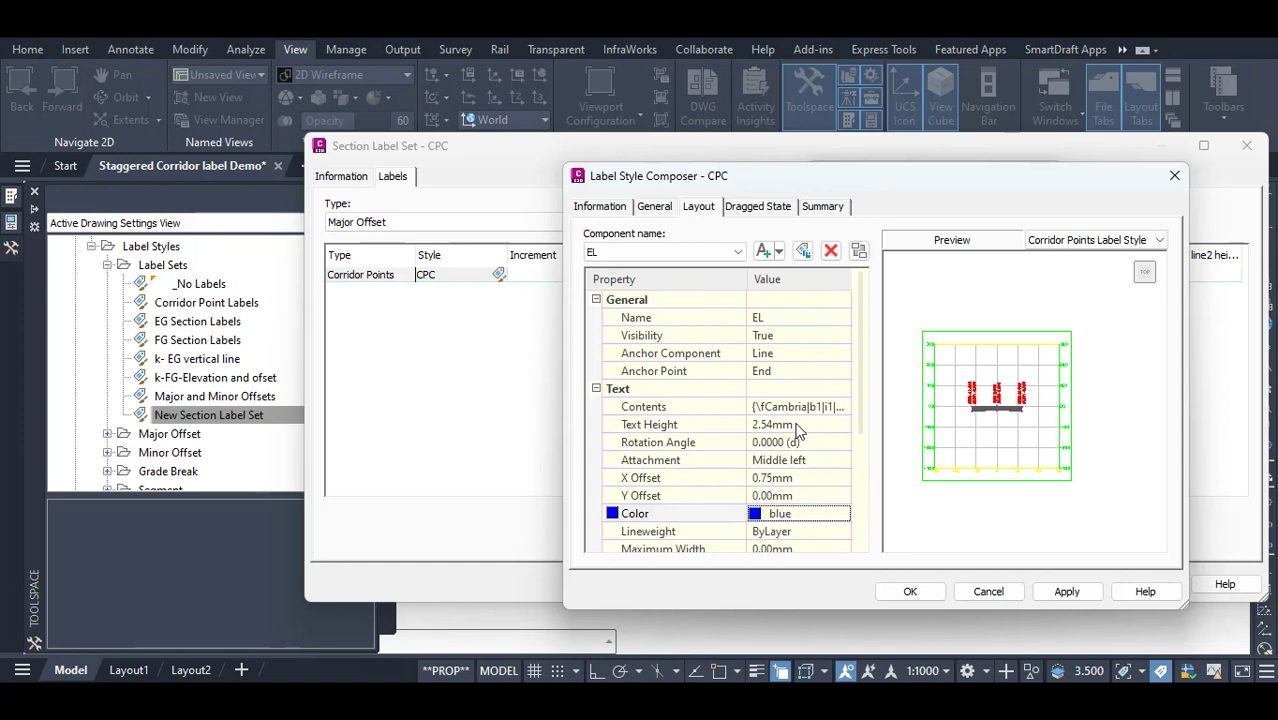 Home Insert Annotate Modify Analyze View Manage Output Survey Rail Transparent InfraWorks Collaborate Help Add-ins Express Tools Featured Apps SmartDraft Apps
Back
Forward
Pan
Orbit
Extents
Navigate 2D
Unsaved View
New View
View Manager
Named Views
2D Wireframe
Opacity 60
World
Viewport
Configuration
DWG
Compare
Activity
Insights
Toolspace
UCS
Icon
View
Cube
Navigation
Bar
Switch
Windows
File
Tabs
Layout
Tabs
Toolbars
Start
Staggered Corridor label Demo*
Active Drawing Settings View
Label Styles
Label Sets
_No Labels
Corridor Point Labels
EG Section Labels
FG Section Labels
k- EG vertical line
k-FG-Elevation and ofset
Major and Minor Offsets
New Section Label Set
Major Offset
Minor Offset
Grade Break
Segment
TOOLSPACE
Section Label Set - CPC
Information Labels
Type:
Major Offset
Type Style Increment
Corridor Points CPC
line2 hei...
Help
Label Style Composer - CPC
Information General Layout Dragged State Summary
Component name:
EL
Preview
Corridor Points Label Style
TOP
Property Value
General
Name EL
Visibility True
Anchor Component Line
Anchor Point End
Text
Contents {\fCambria|b1|i1|...
Text Height 2.54mm
Rotation Angle 0.0000 (d)
Attachment Middle left
X Offset 0.75mm
Y Offset 0.00mm
Color blue
Lineweight ByLayer
Maximum Width 0.00mm
OK Cancel Apply Help
Model Layout1 Layout2 **PROP** MODEL 1:1000 3.500